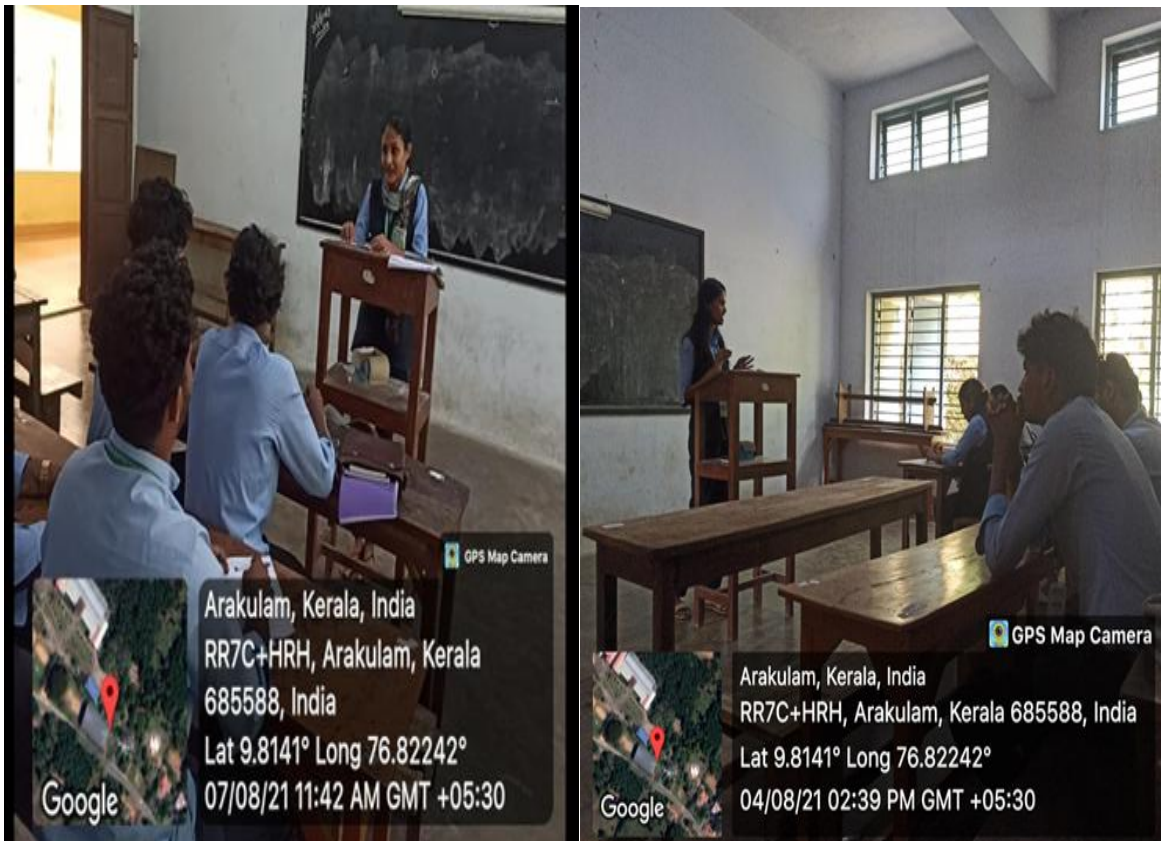 GPS Map Camera
Arakulam, Kerala, India
RR7C+HRH, Arakulam, Kerala
685588, India
Lat 9.8141° Long 76.82242°
07/08/21 11:42 AM GMT +05:30
Google
GPS Map Camera
Arakulam, Kerala, India
RR7C+HRH, Arakulam, Kerala 685588, India
Lat 9.8141° Long 76.82242°
04/08/21 02:39 PM GMT +05:30
Google